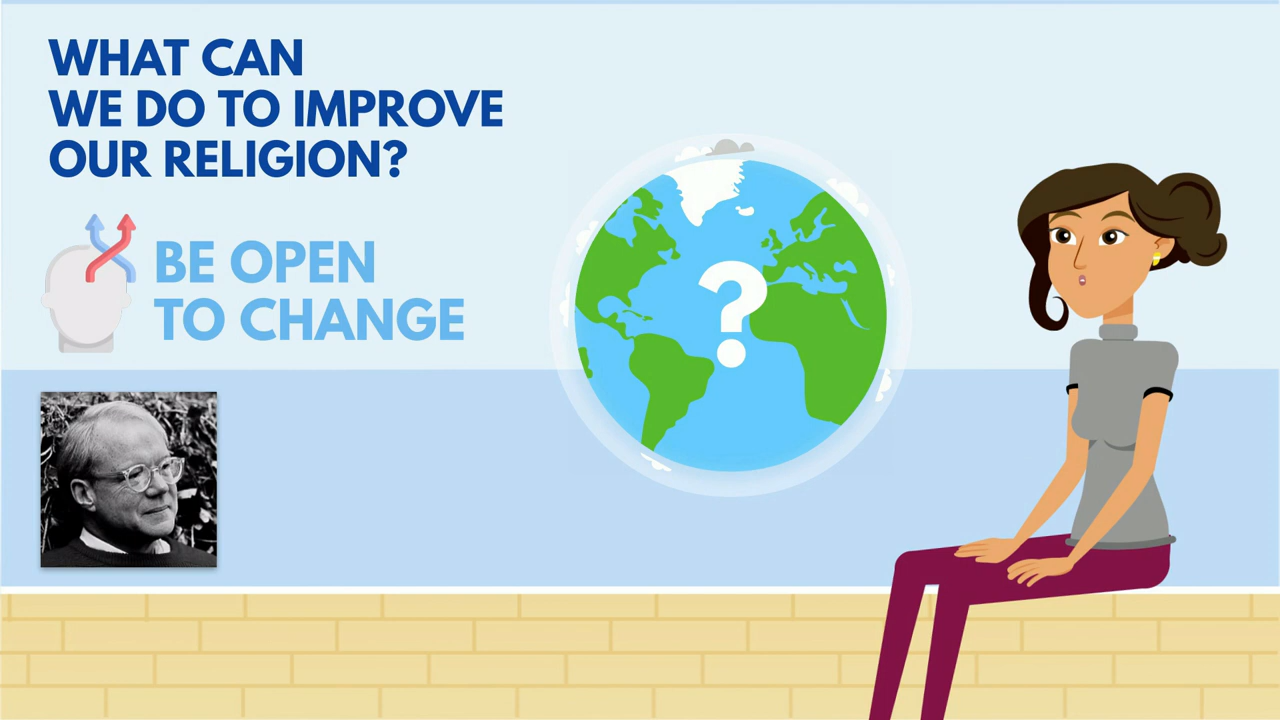 WHAT CAN
WE DO TO IMPROVE
OUR RELIGION?
BE OPEN
TO CHANGE
?